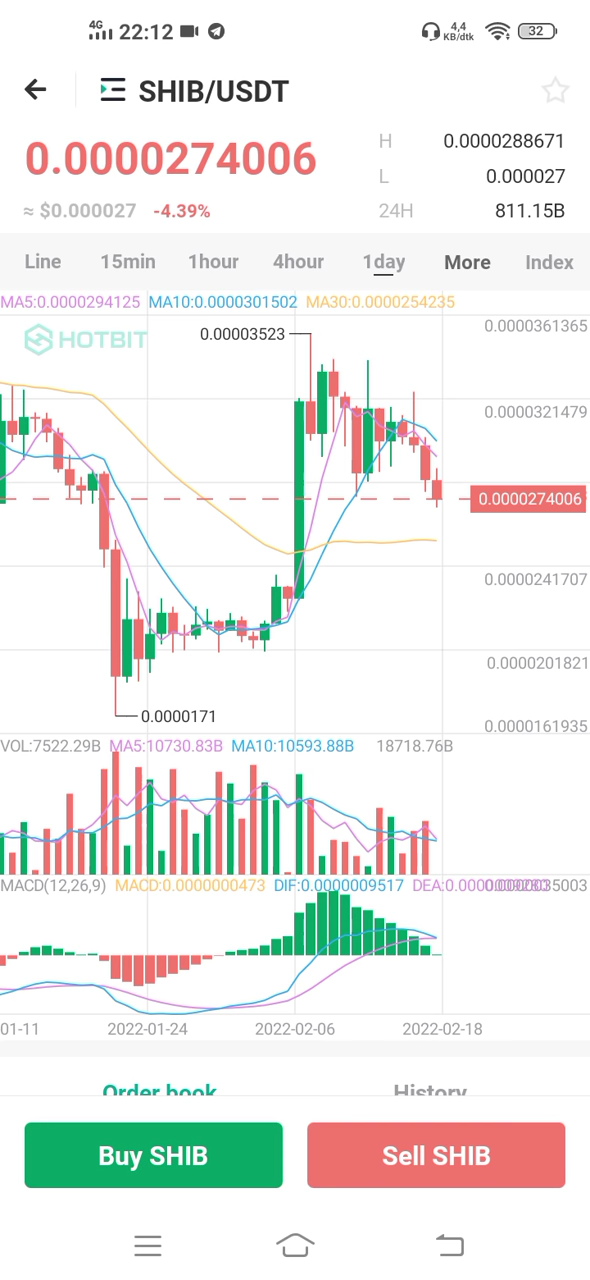 4G 22:12 4,4 KB/dtk 32
SHIB/USDT
0.0000274006
H 0.0000288671
L 0.000027
≈ $0.000027 -4.39% 24H 811.15B
Line 15min 1hour 4hour 1day More Index
MA5:0.0000294125 MA10:0.0000301502 MA30:0.0000254235
0.0000361365
HOTBIT
0.00003523
0.0000321479
0.0000274006
0.0000241707
0.0000201821
0.0000171
0.0000161935
VOL:7522.29B MA5:10730.83B MA10:10593.88B 18718.76B
MACD(12,26,9) MACD:0.0000000473 DIF:0.0000009517 DEA:
01-11 2022-01-24 2022-02-06 2022-02-18
Order book History
Buy SHIB Sell SHIB